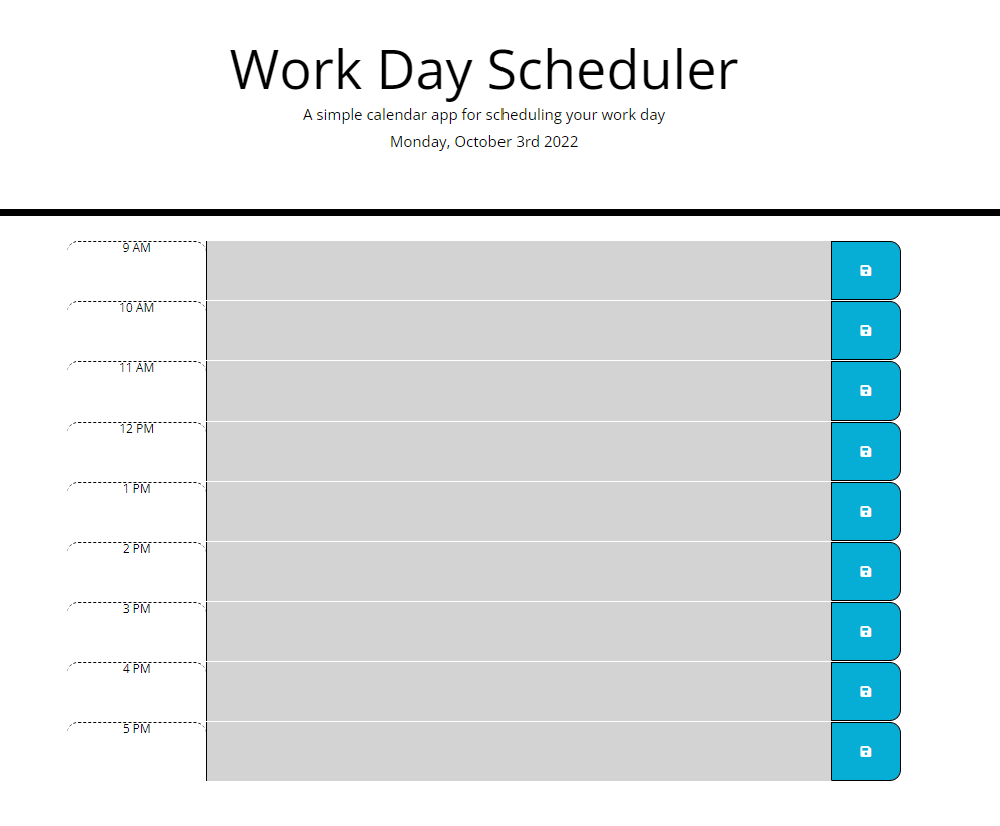 Work Day Scheduler
A simple calendar app for scheduling your work day
Monday, October 3rd 2022
9 AM
10 AM
11 AM
12 PM
1 PM
2 PM
3 PM
4 PM
5 PM